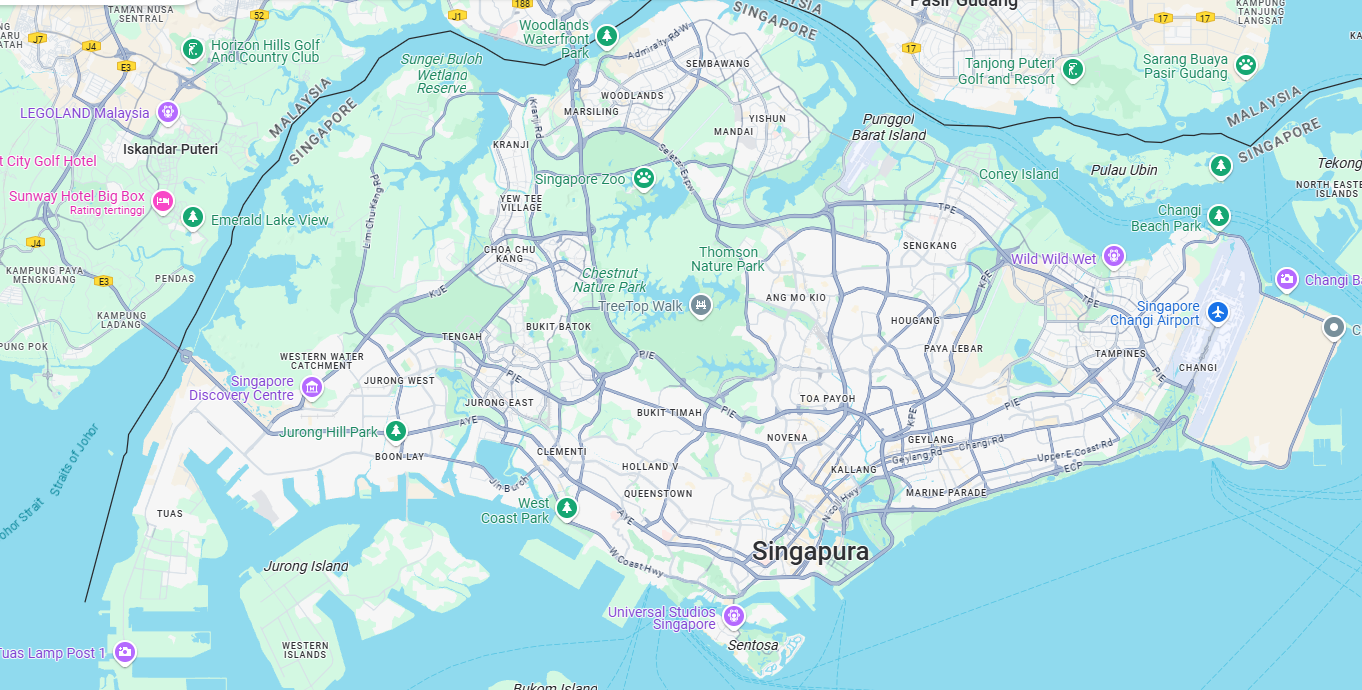 TAMAN NUSA
SENTRAL
52
J1
188
Pasir Gudang
KAMPUNG
TANJUNG
LANGSAT
J7
J4
E3
Horizon Hills Golf
And Country Club
Woodlands
Waterfront
Park
Admiralty Rd W
MALAYSIA
SINGAPORE
17
17
17
Sungei Buloh
Wetland
Reserve
SEMBAWANG
Tanjong Puteri
Golf and Resort
Sarang Buaya
Pasir Gudang
MALAYSIA
SINGAPORE
LEGOLAND Malaysia
WOODLANDS
MARSILING
YISHUN
MANDAI
Punggol
Barat Island
MALAYSIA
SINGAPORE
Iskandar Puteri
Kranji Rd
KRANJI
Seletar Expy
t City Golf Hotel
Singapore Zoo
Coney Island
Pulau Ubin
Tekong
NORTH EASTE
ISLANDS
Sunway Hotel Big Box
Rating tertinggi
Emerald Lake View
Lim Chu Kang Rd
YEW TEE
VILLAGE
TPE
Changi
Beach Park
J4
CHOA CHU
KANG
SENGKANG
Thomson
Nature Park
Wild Wild Wet
KAMPUNG PAYA
MENGKUANG
E3
PENDAS
Chestnut
Nature Park
KPE
Changi B
KJE
ANG MO KIO
TPE
TreeTop Walk
Singapore
Changi Airport
KAMPUNG
LADANG
BUKIT BATOK
HOUGANG
C
PUNG POK
TENGAH
PAYA LEBAR
TAMPINES
WESTERN WATER
CATCHMENT
PIE
CHANGI
Singapore
Discovery Centre
JURONG WEST
PIE
PIE
JURONG EAST
BUKIT TIMAH
PIE
TOA PAYOH
KPE
PIE
Jurong Hill Park
AYE
NOVENA
GEYLANG
Changi Rd
Geylang Rd
Upper E Coast Rd
ECP
BOON LAY
CLEMENTI
HOLLAND V
KALLANG
Straits of Johor
Johor Strait
Jln Buroh
QUEENSTOWN
Nicoll Hwy
MARINE PARADE
TUAS
West
Coast Park
AYE
W Coast Hwy
Singapura
Jurong Island
Universal Studios
Singapore
Sentosa
WESTERN
ISLANDS
Tuas Lamp Post 1
Bukom Island